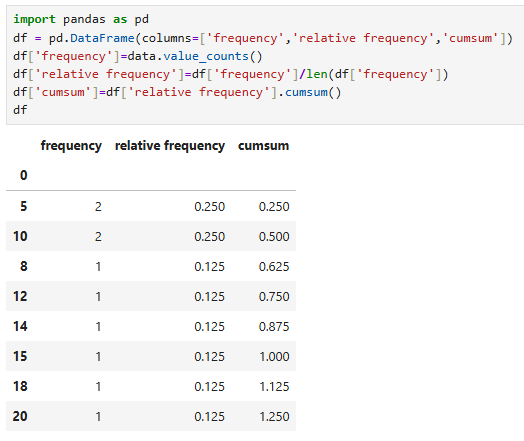 import pandas as pd
df = pd.DataFrame(columns=['frequency','relative frequency','cumsum'])
df['frequency']=data.value_counts()
df['relative frequency']=df['frequency']/len(df['frequency'])
df['cumsum']=df['relative frequency'].cumsum()
df
frequency relative frequency cumsum
0
5 2 0.250 0.250
10 2 0.250 0.500
8 1 0.125 0.625
12 1 0.125 0.750
14 1 0.125 0.875
15 1 0.125 1.000
18 1 0.125 1.125
20 1 0.125 1.250